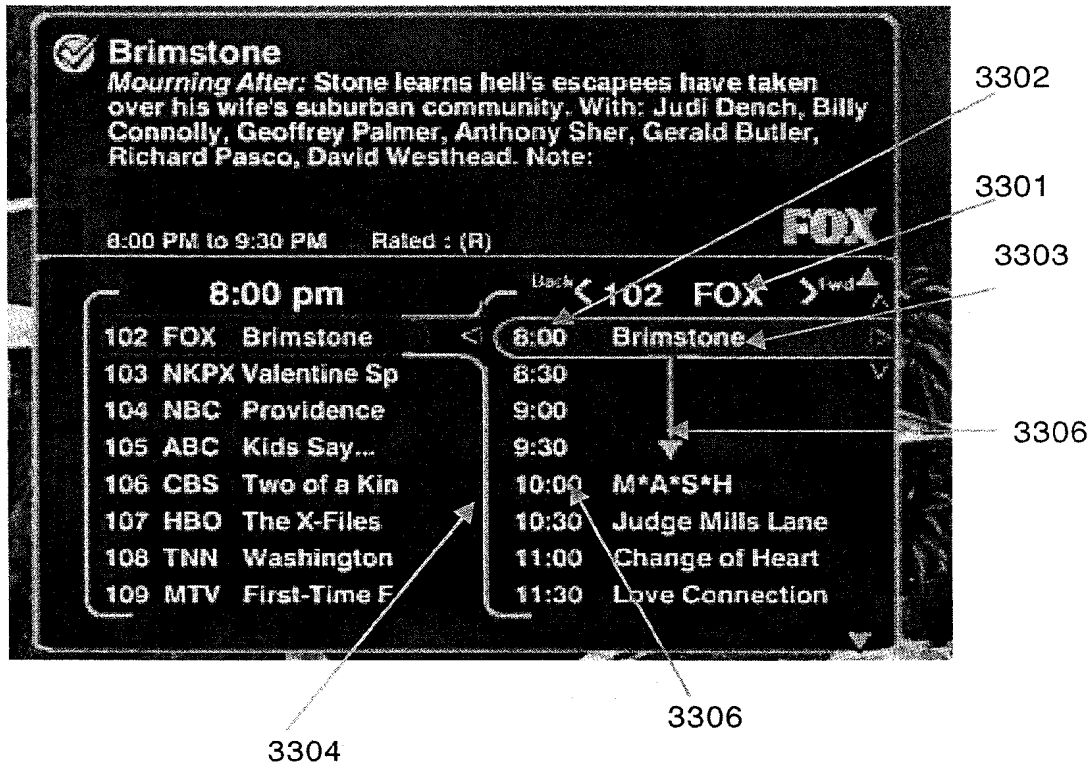 Brimstone
Mourning After: Stone learns hell's escapees have taken
over his wife's suburban community. With: Judi Dench, Billy
Connolly, Geoffrey Palmer, Anthony Sher, Gerald Butler,
Richard Pasco, David Westhead. Note:
8:00 PM to 9:30 PM Rated : (R)
FOX
8:00 pm
102 FOX Brimstone
103 NKPX Valentine Sp
104 NBC Providence
105 ABC Kids Say...
106 CBS Two of a Kin
107 HBO The X-Files
108 TNN Washington
109 MTV First-Time F
Back < 102 FOX > Fwd
8:00 Brimstone
8:30
9:00
9:30
10:00 M*A*S*H
10:30 Judge Mills Lane
11:00 Change of Heart
11:30 Love Connection
3302
3301
3303
3306
3306
3304